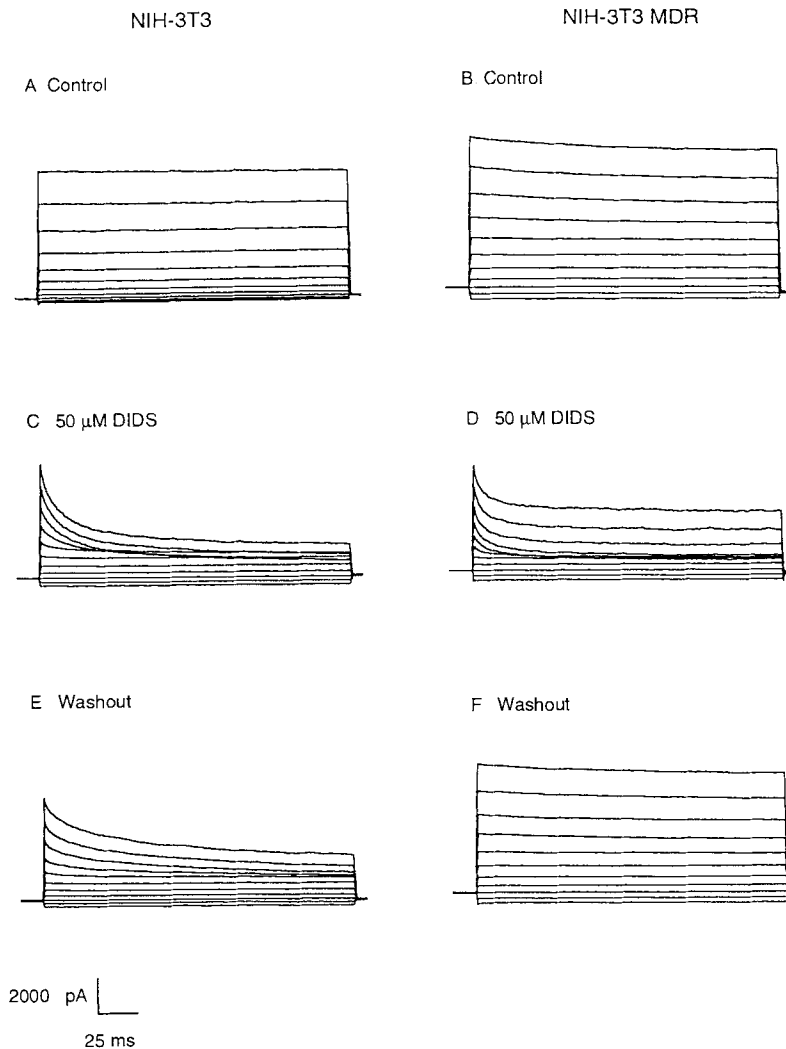 NIH-3T3
NIH-3T3 MDR
A Control
B Control
C 50 µM DIDS
D 50 µM DIDS
E Washout
F Washout
2000 pA
25 ms